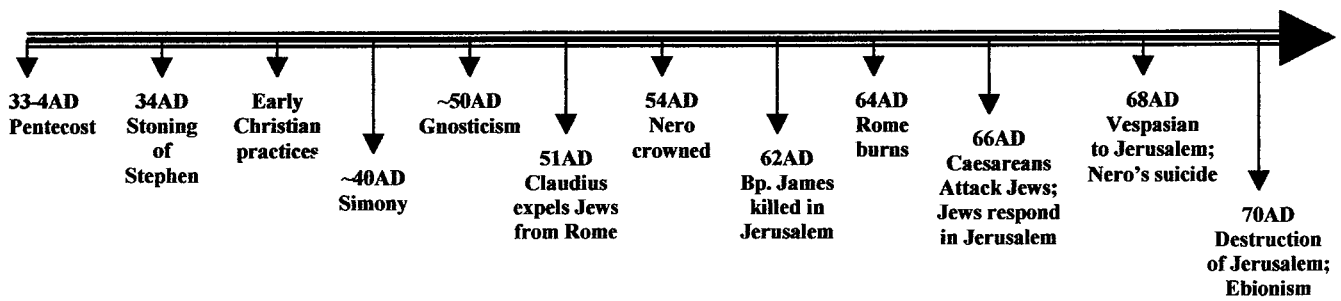 33-4AD
Pentecost
34AD
Stoning
of
Stephen
Early
Christian
practices
~40AD
Simony
~50AD
Gnosticism
51AD
Claudius
expels Jews
from Rome
54AD
Nero
crowned
62AD
Bp. James
killed in
Jerusalem
64AD
Rome
burns
66AD
Caesareans
Attack Jews;
Jews respond
in Jerusalem
68AD
Vespasian
to Jerusalem;
Nero's suicide
70AD
Destruction
of Jerusalem;
Ebionism